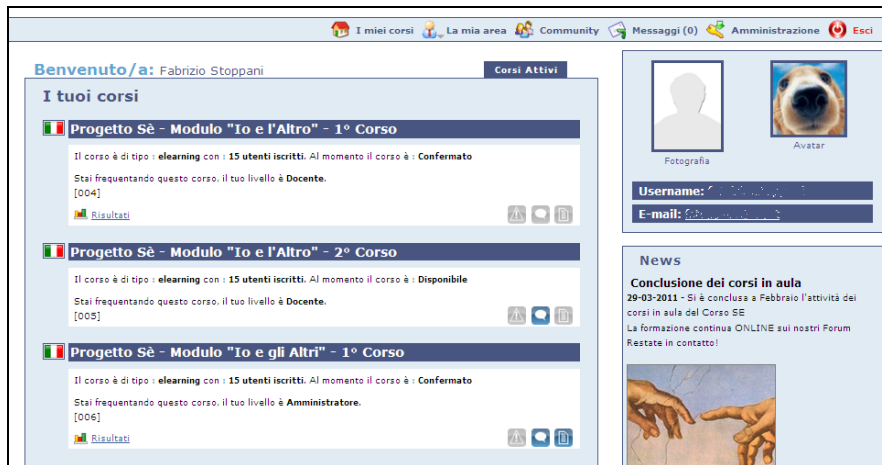 I miei corsi La mia area Community Messaggi (0) Amministrazione Esci
Benvenuto/a: Fabrizio Stoppani
Corsi Attivi
I tuoi corsi
Progetto Sè - Modulo "Io e l'Altro" - 1º Corso
Il corso è di tipo : elearning con : 15 utenti iscritti. Al momento il corso è : Confermato
Stai frequentando questo corso, il tuo livello è Docente.
[004]
Risultati
Progetto Sè - Modulo "Io e l'Altro" - 2º Corso
Il corso è di tipo : elearning con : 15 utenti iscritti. Al momento il corso è : Disponibile
Stai frequentando questo corso, il tuo livello è Docente.
[005]
Progetto Sè - Modulo "Io e gli Altri" - 1º Corso
Il corso è di tipo : elearning con : 15 utenti iscritti. Al momento il corso è : Confermato
Stai frequentando questo corso, il tuo livello è Amministratore.
[006]
Risultati
Fotografia
Avatar
Username:
E-mail:
News
Conclusione dei corsi in aula
29-03-2011 - Si è conclusa a Febbraio l'attività dei
corsi in aula del Corso SE
La formazione continua ONLINE sui nostri Forum
Restate in contatto!